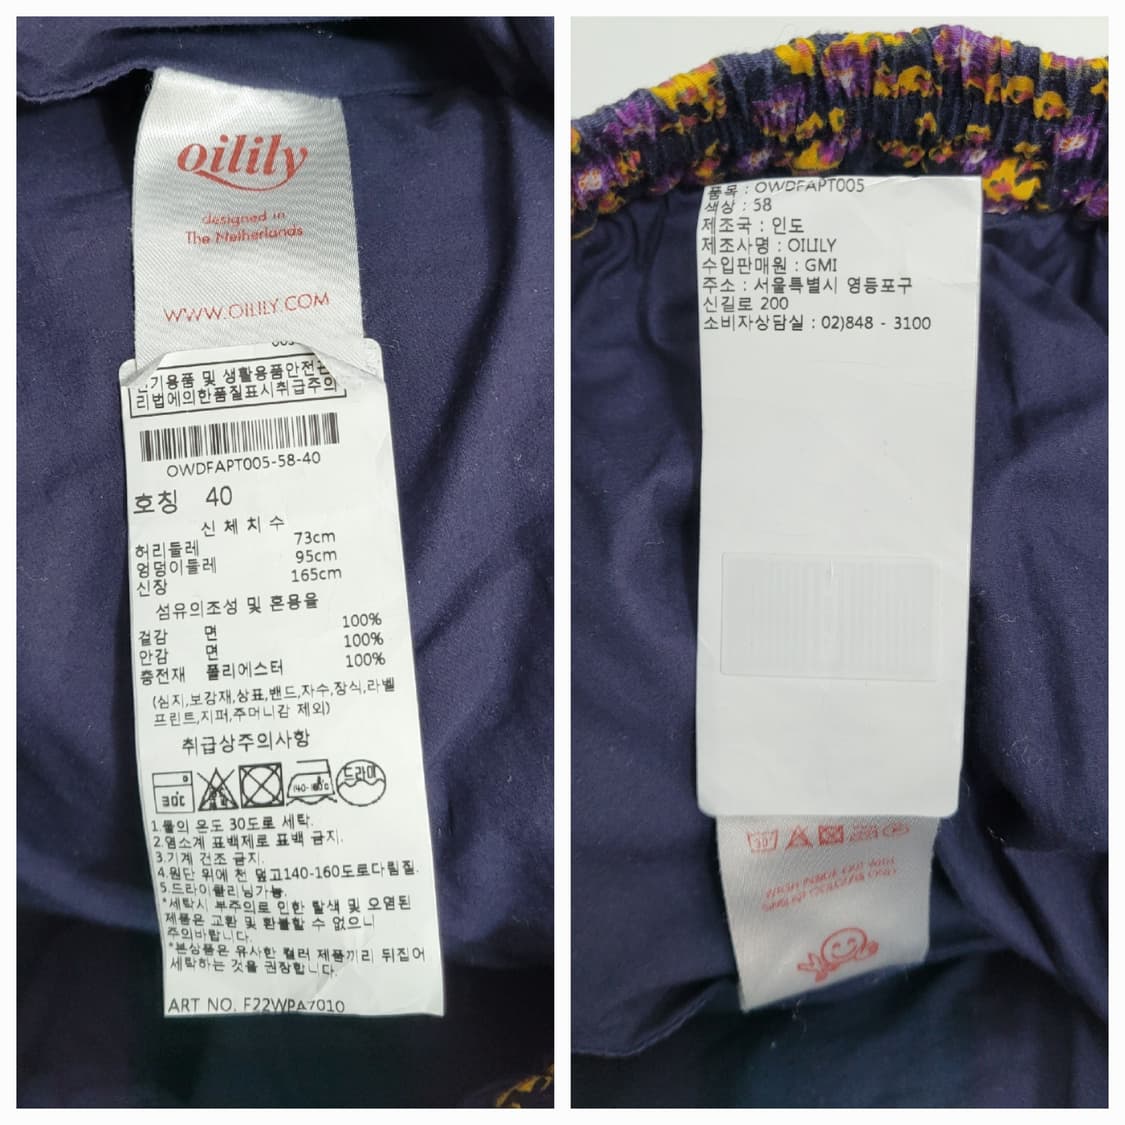 oilily
designed in
The Netherlands
WWW.OILILY.COM
기용품 및 생활용품안전관
리법에의한품질표시취급주의
OWDFAPT005-58-40
호칭 40
신 체 치 수
허리둘레 73cm
엉덩이둘레 95cm
신장 165cm
섬유의조성 및 혼용율
겉감 면 100%
안감 면 100%
충전재 폴리에스터 100%
(심지,보강재,상표,밴드,자수,장식,라벨
프린트,지퍼,주머니감 제외)
취급상주의사항
30℃ 140-160℃ 드라이
1.물의 온도 30도로 세탁.
2.염소계 표백제로 표백 금지.
3.기계 건조 금지.
4.원단 위에 천 덮고140-160도로다림질.
5.드라이클리닝가능.
*세탁시 부주의로 인한 탈색 및 오염된
제품은 교환 및 환불할 수 없으니
주의바랍니다.
*본상품은 유사한 컬러 제품끼리 뒤집어
세탁하는 것을 권장합니다.
ART NO. F22WPA7010
품목 : OWDFAPT005
색상 : 58
제조국 : 인도
제조사명 : OILILY
수입판매원 : GMI
주소 : 서울특별시 영등포구
신길로 200
소비자상담실 : 02)848 - 3100
30°
WASH INSIDE OUT WITH
SIMILAR COLOURS ONLY